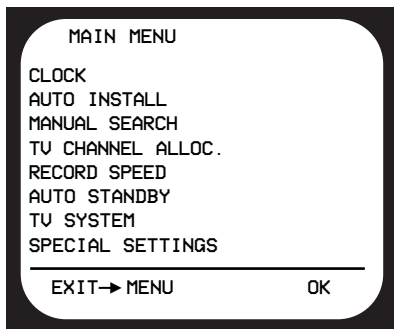 MAIN MENU
CLOCK
AUTO INSTALL
MANUAL SEARCH
TV CHANNEL ALLOC.
RECORD SPEED
AUTO STANDBY
TV SYSTEM
SPECIAL SETTINGS
EXIT→MENU OK